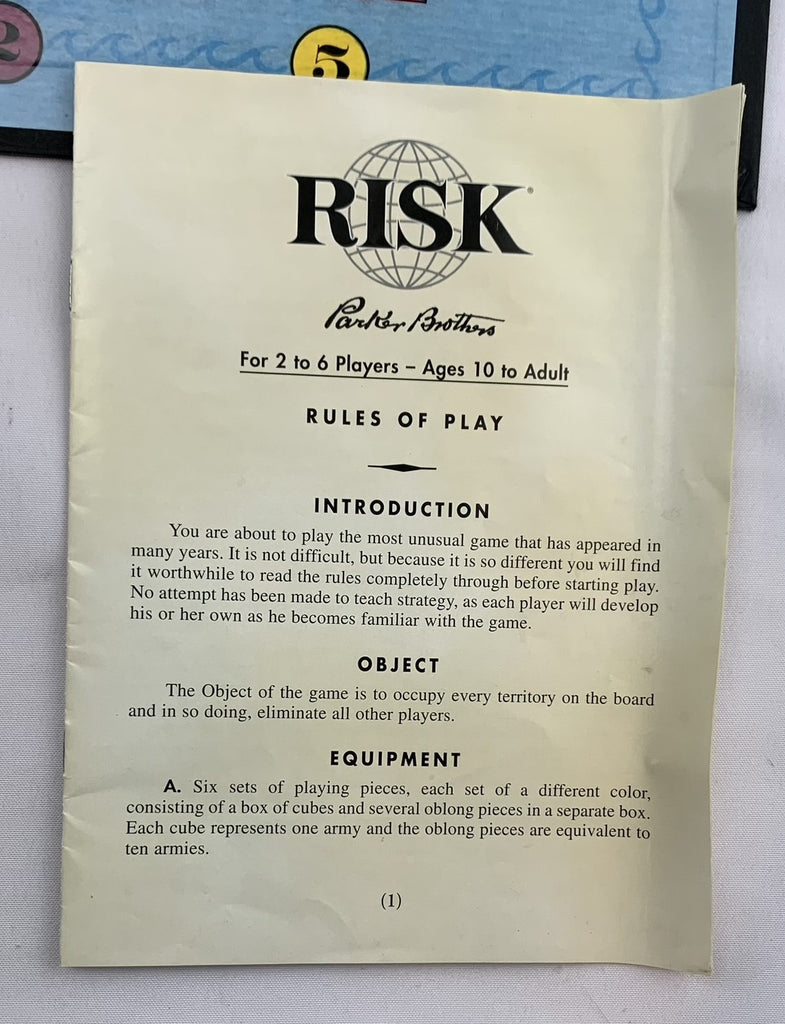 2
5
RISK®
Parker Brothers
For 2 to 6 Players – Ages 10 to Adult
RULES OF PLAY
INTRODUCTION
You are about to play the most unusual game that has appeared in
many years. It is not difficult, but because it is so different you will find
it worthwhile to read the rules completely through before starting play.
No attempt has been made to teach strategy, as each player will develop
his or her own as he becomes familiar with the game.
OBJECT
The Object of the game is to occupy every territory on the board
and in so doing, eliminate all other players.
EQUIPMENT
A. Six sets of playing pieces, each set of a different color,
consisting of a box of cubes and several oblong pieces in a separate box.
Each cube represents one army and the oblong pieces are equivalent to
ten armies.
(1)